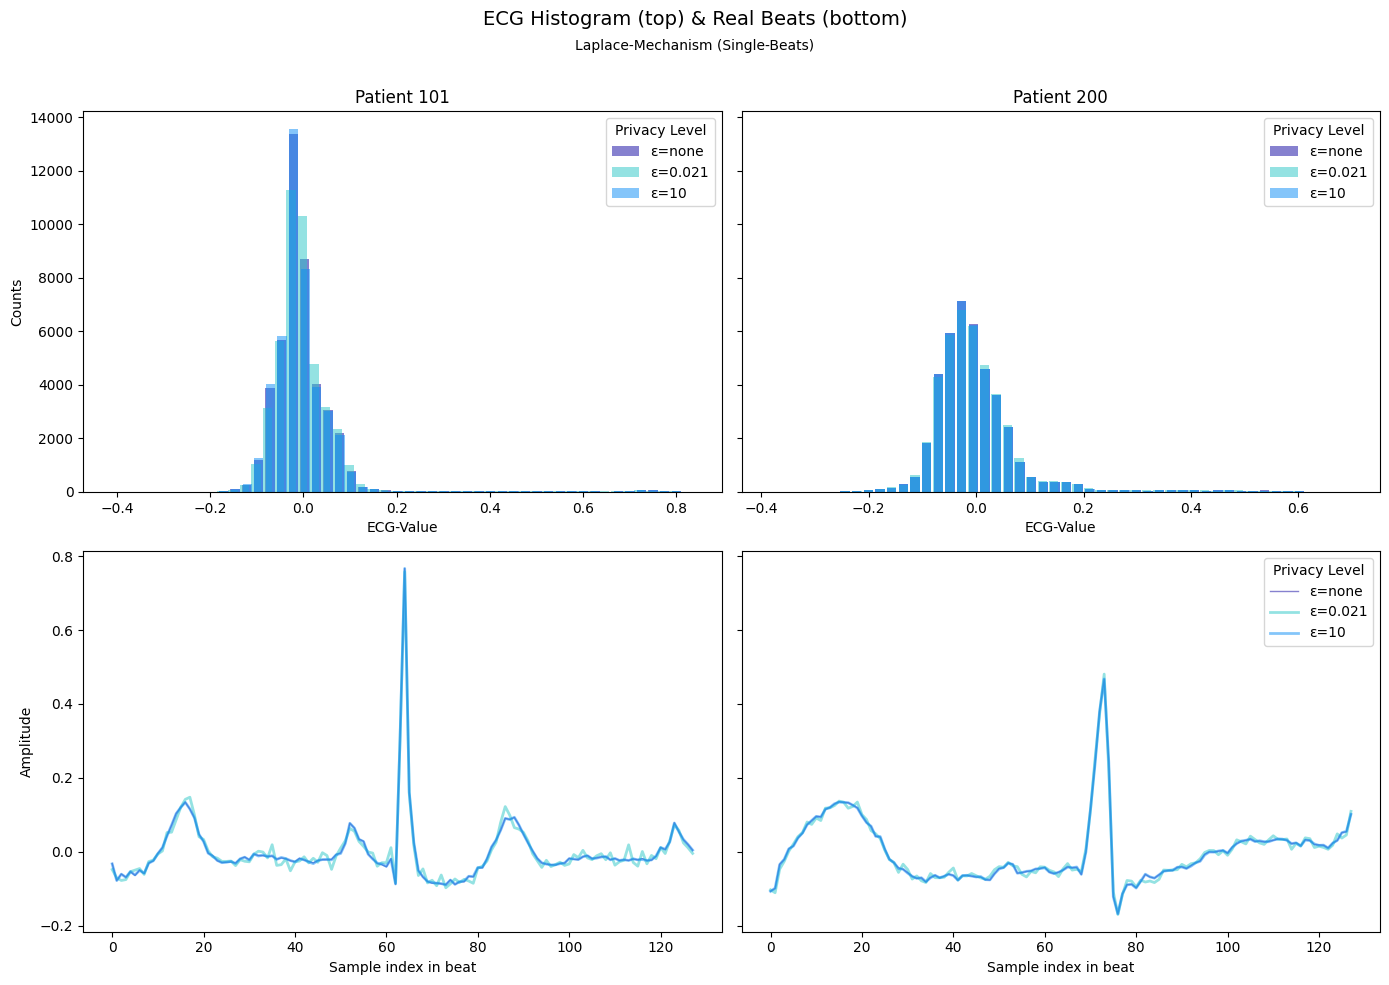 ECG Histogram (top) & Real Beats (bottom)
Laplace-Mechanism (Single-Beats)
Patient 101
Counts
14000
12000
10000
8000
6000
4000
2000
0
−0.4 −0.2 0.0 0.2 0.4 0.6 0.8
ECG-Value
Privacy Level
ε=none
ε=0.021
ε=10
Patient 200
Privacy Level
ε=none
ε=0.021
ε=10
−0.4 −0.2 0.0 0.2 0.4 0.6
ECG-Value
Amplitude
0.8
0.6
0.4
0.2
0.0
−0.2
0 20 40 60 80 100 120
Sample index in beat
Privacy Level
ε=none
ε=0.021
ε=10
0 20 40 60 80 100 120
Sample index in beat